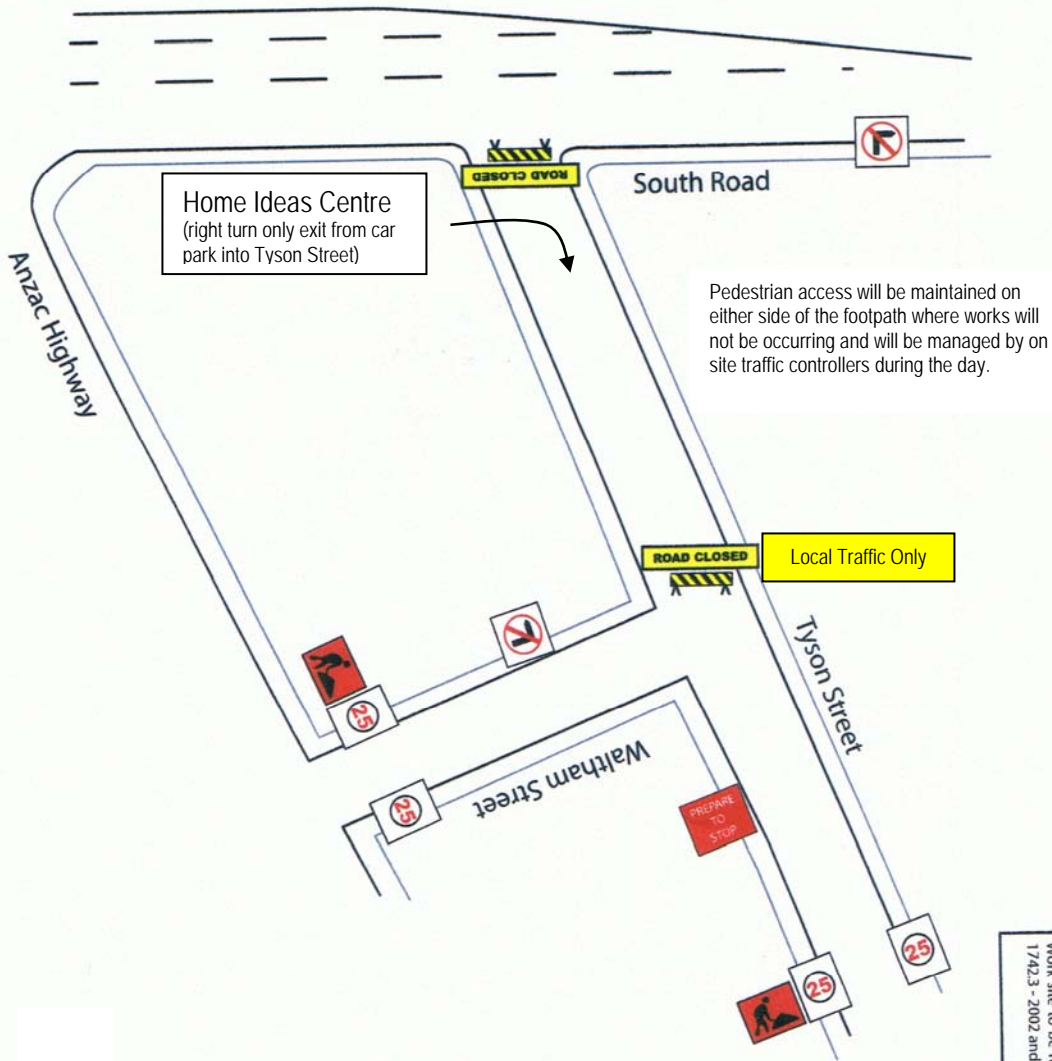 ROAD CLOSED
South Road
Home Ideas Centre
(right turn only exit from car
park into Tyson Street)
Anzac Highway
Pedestrian access will be maintained on
either side of the footpath where works will
not be occurring and will be managed by on
site traffic controllers during the day.
ROAD CLOSED
Local Traffic Only
Tyson Street
25
Waltham Street
25
PREPARE
TO
STOP
25
25
1742.3 - 2002 and